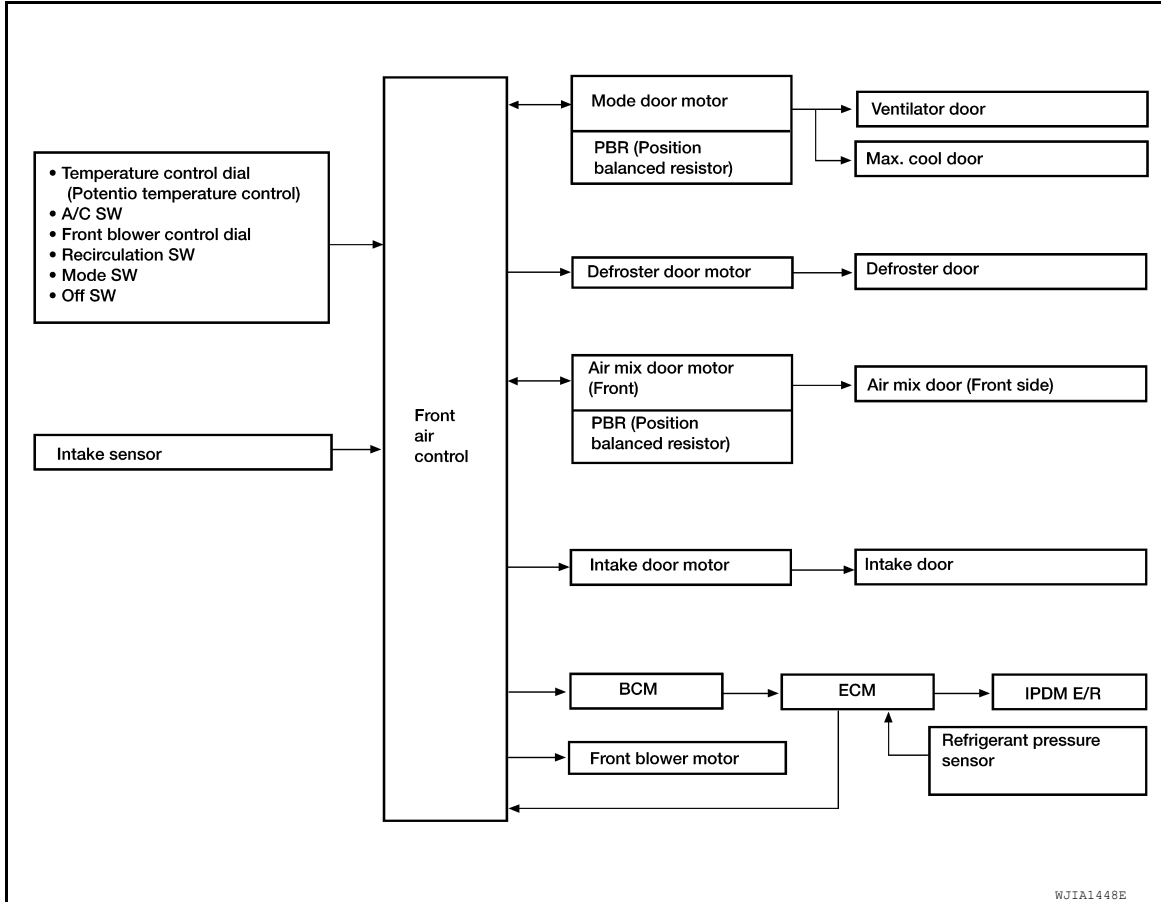 Mode door motor
PBR (Position
balanced resistor)
Ventilator door
Max. cool door
• Temperature control dial
(Potentio temperature control)
• A/C SW
• Front blower control dial
• Recirculation SW
• Mode SW
• Off SW
Defroster door motor
Defroster door
Air mix door motor
(Front)
PBR (Position
balanced resistor)
Air mix door (Front side)
Front
air
control
Intake sensor
Intake door motor
Intake door
BCM
ECM
IPDM E/R
Refrigerant pressure
sensor
Front blower motor
WJIA1448E